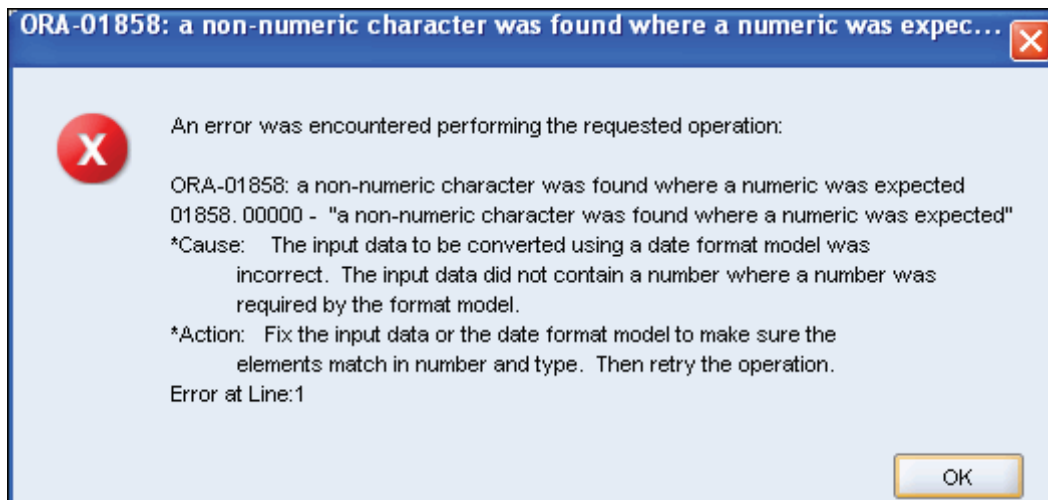 ORA-01858: a non-numeric character was found where a numeric was expec...
An error was encountered performing the requested operation:
ORA-01858: a non-numeric character was found where a numeric was expected
01858. 00000 - "a non-numeric character was found where a numeric was expected"
*Cause: The input data to be converted using a date format model was
incorrect. The input data did not contain a number where a number was
required by the format model.
*Action: Fix the input data or the date format model to make sure the
elements match in number and type. Then retry the operation.
Error at Line:1
OK